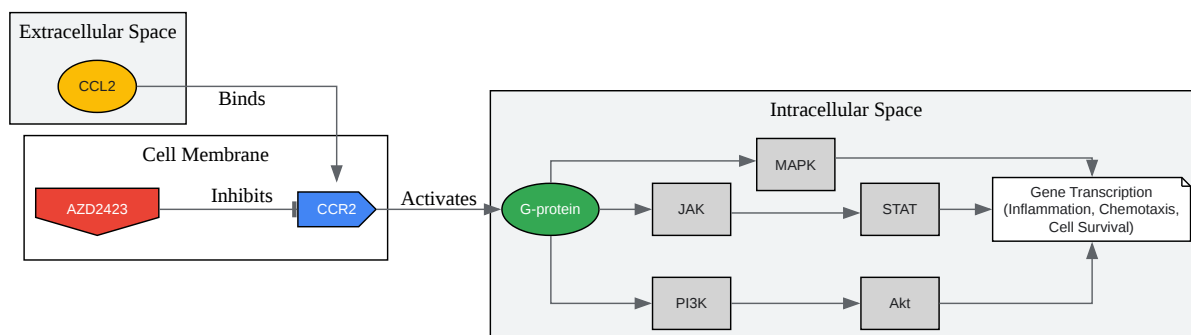 Extracellular Space
CCL2
Binds
Cell Membrane
AZD2423
Inhibits
CCR2
Activates
Intracellular Space
G-protein
MAPK
JAK
STAT
PI3K
Akt
Gene Transcription
(Inflammation, Chemotaxis,
Cell Survival)